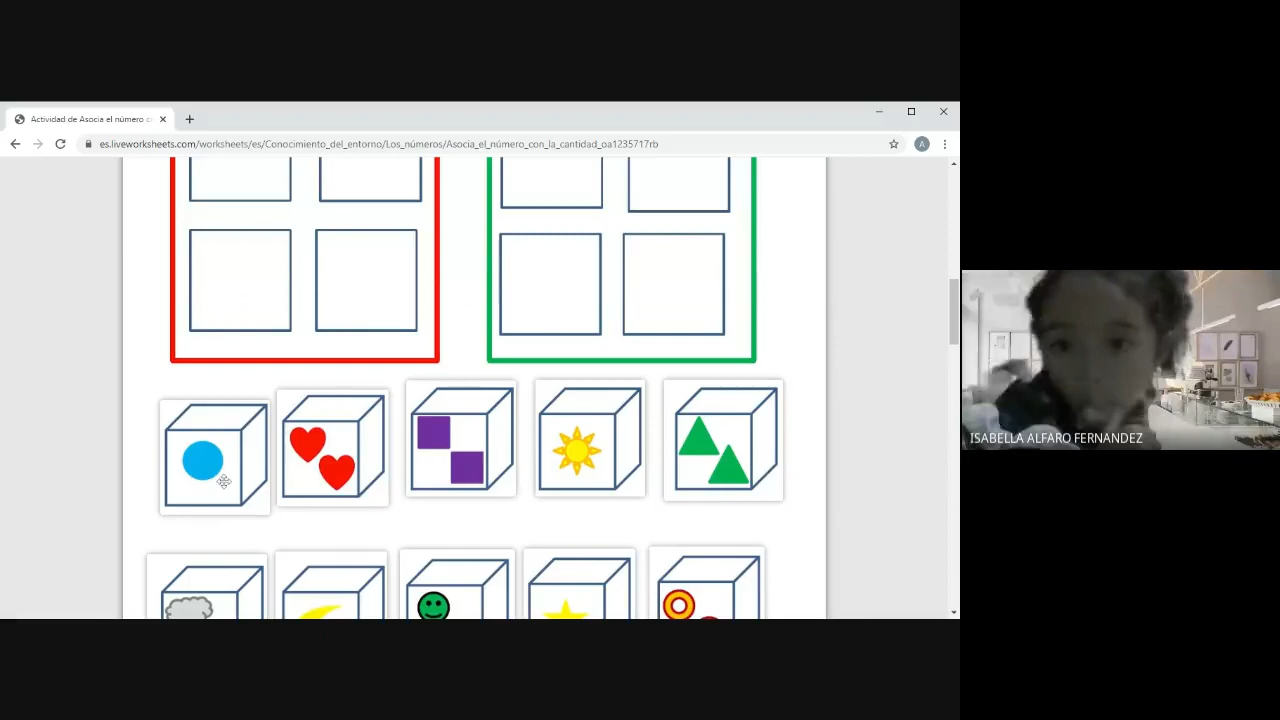 Actividad de Asocia el número c
es.liveworksheets.com/worksheets/es/Conocimiento_del_entorno/Los_números/Asocia_el_número_con_la_cantidad_oa1235717rb
A
ISABELLA ALFARO FERNANDEZ